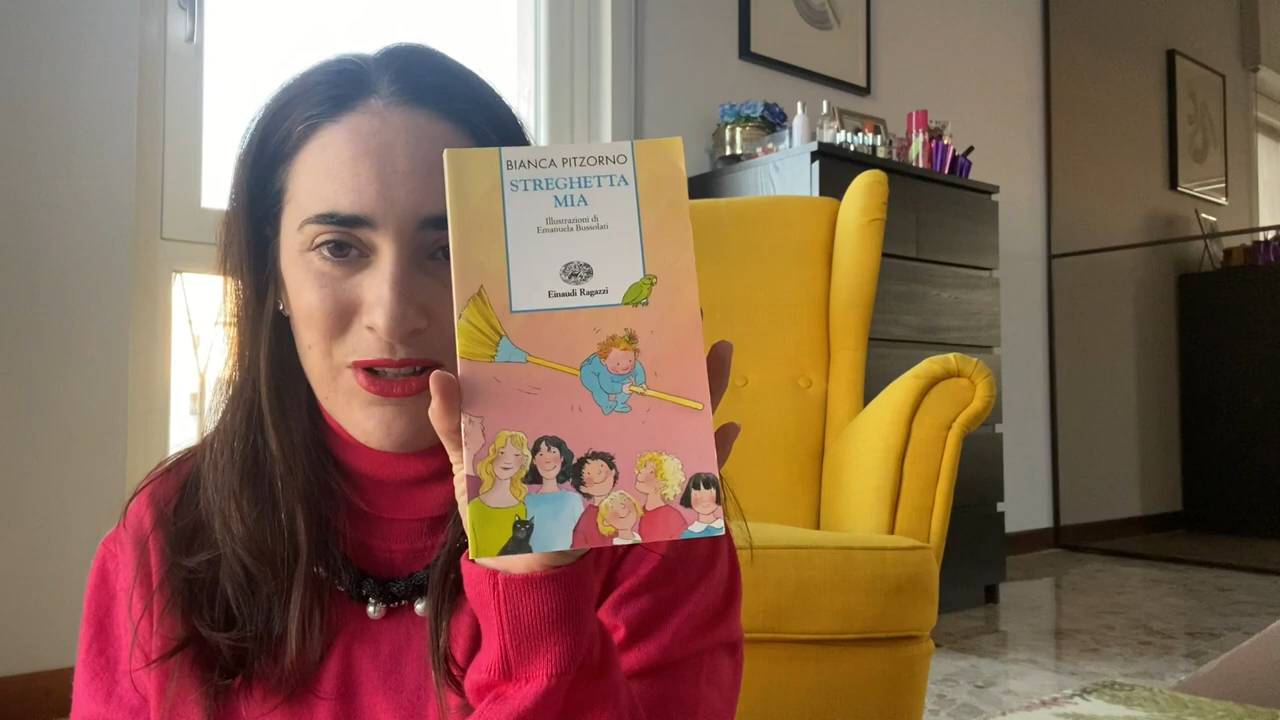 BIANCA PITZORNO
STREGHETTA
MIA
Illustrazioni di
Emanuela Bussolati
Einaudi Ragazzi